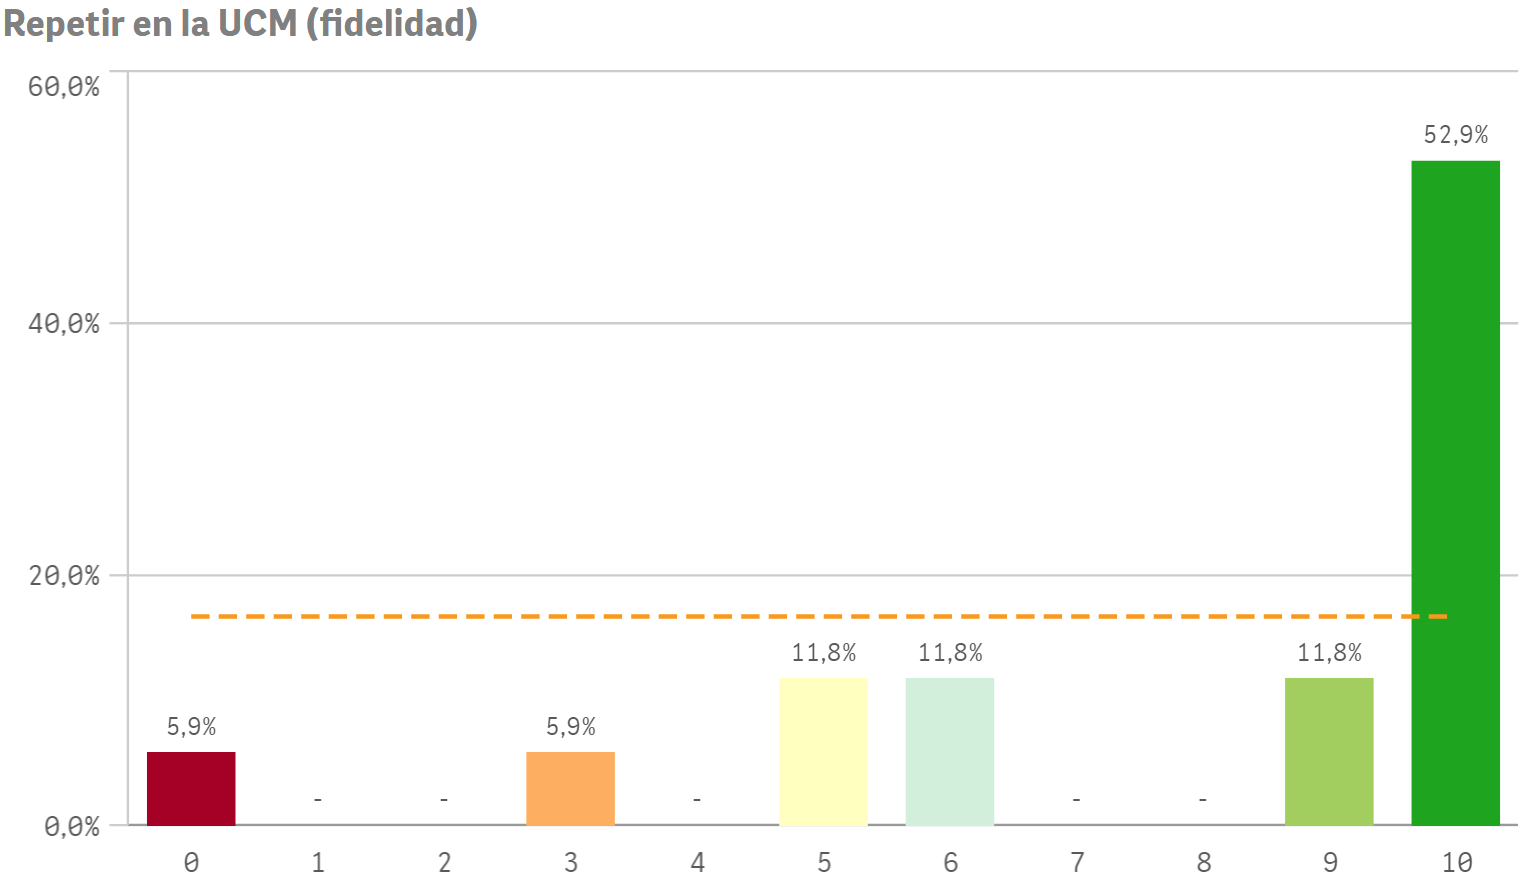 Repetir en la UCM (fidelidad)
60,0%
52,9%
40,0%
20,0%
11,8% 11,8% 11,8%
5,9% 5,9%
- - - - -
0,0%
0 1 2 3 4 5 6 7 8 9 10